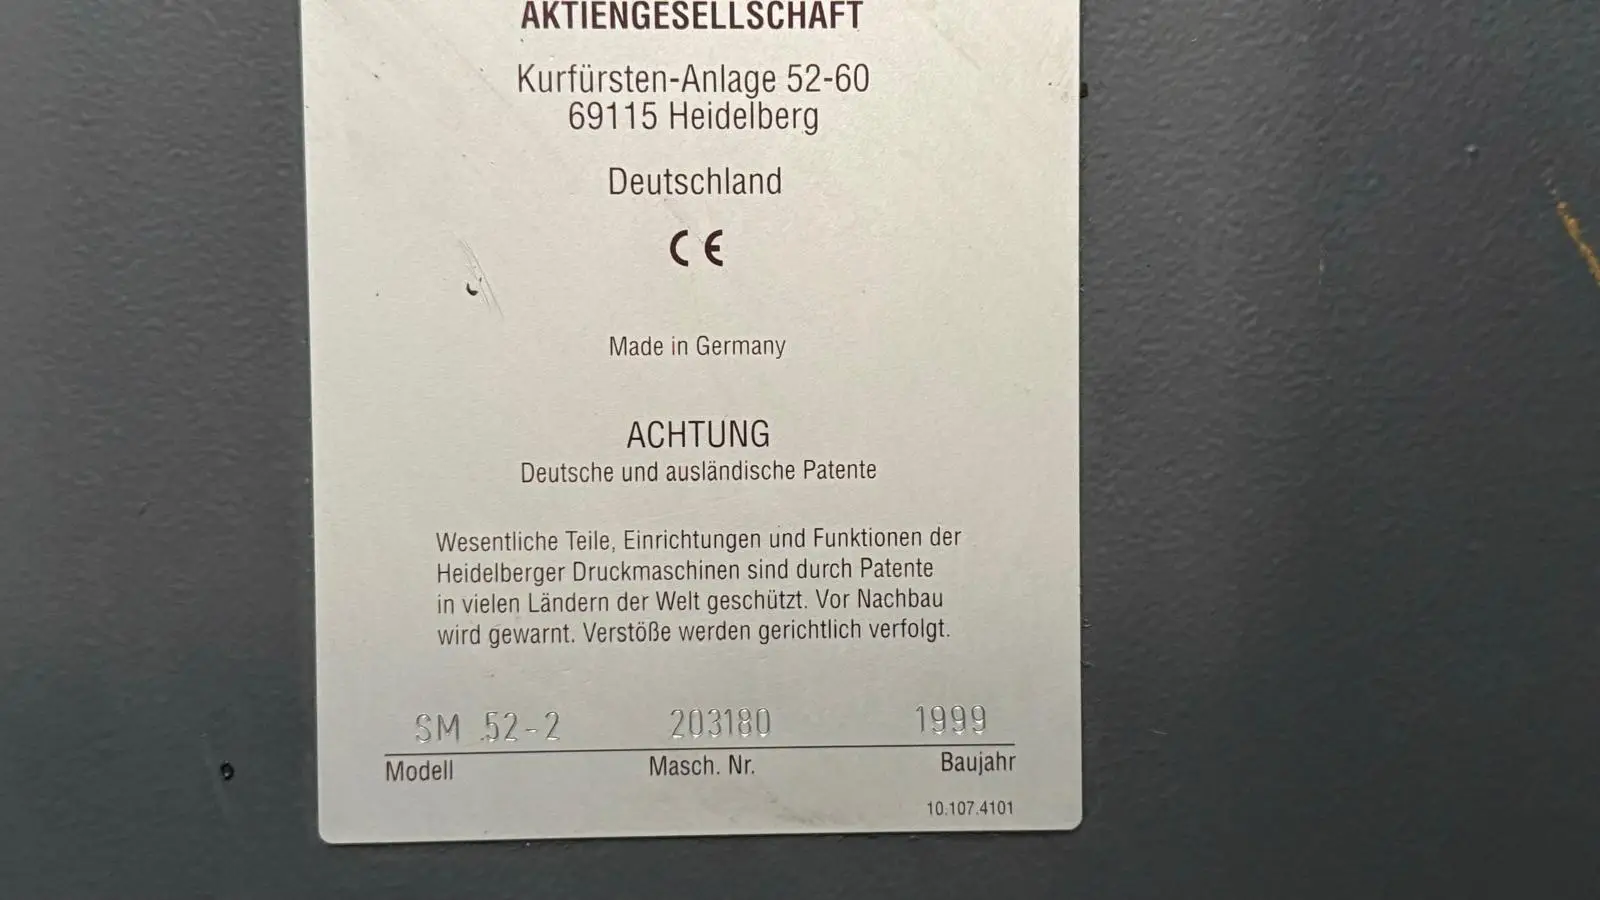 AKTIENGESELLSCHAFT
Kurfürsten-Anlage 52-60
69115 Heidelberg
Deutschland
CE
Made in Germany
ACHTUNG
Deutsche und ausländische Patente
Wesentliche Teile, Einrichtungen und Funktionen der
Heidelberger Druckmaschinen sind durch Patente
in vielen Ländern der Welt geschützt. Vor Nachbau
wird gewarnt. Verstöße werden gerichtlich verfolgt.
SM 52-2 203180 1999
Modell Masch. Nr. Baujahr
10.107.4101